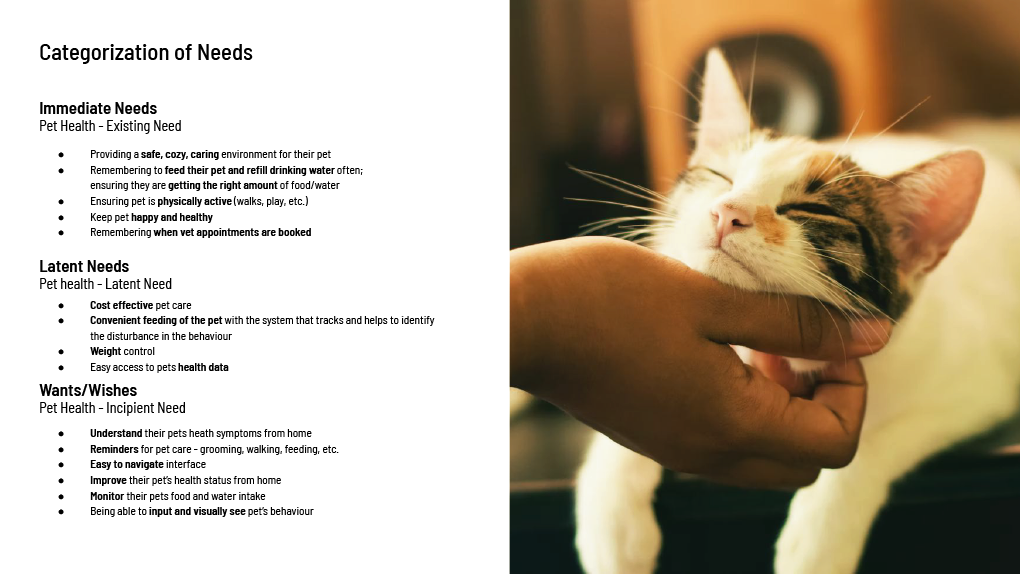 Categorization of Needs
Immediate Needs
Pet Health - Existing Need
● Providing a safe, cozy, caring environment for their pet
● Remembering to feed their pet and refill drinking water often;
ensuring they are getting the right amount of food/water
● Ensuring pet is physically active (walks, play, etc.)
● Keep pet happy and healthy
● Remembering when vet appointments are booked
Latent Needs
Pet health - Latent Need
● Cost effective pet care
● Convenient feeding of the pet with the system that tracks and helps to identify
the disturbance in the behaviour
● Weight control
● Easy access to pets health data
Wants/Wishes
Pet Health - Incipient Need
● Understand their pets heath symptoms from home
● Reminders for pet care - grooming, walking, feeding, etc.
● Easy to navigate interface
● Improve their pet's health status from home
● Monitor their pets food and water intake
● Being able to input and visually see pet's behaviour